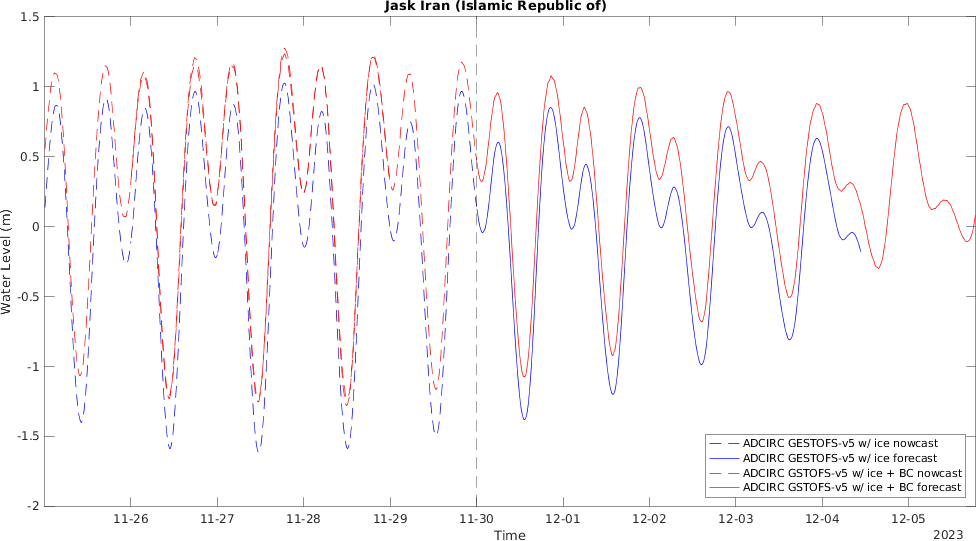 Jask Iran (Islamic Republic of)
1.5
1
0.5
0
-0.5
-1
-1.5
-2
Water Level (m)
ADCIRC GESTOFS-v5 w/ ice nowcast
ADCIRC GESTOFS-v5 w/ ice forecast
ADCIRC GSTOFS-v5 w/ ice + BC nowcast
ADCIRC GSTOFS-v5 w/ ice + BC forecast
11-26 11-27 11-28 11-29 11-30 12-01 12-02 12-03 12-04 12-05
Time
2023